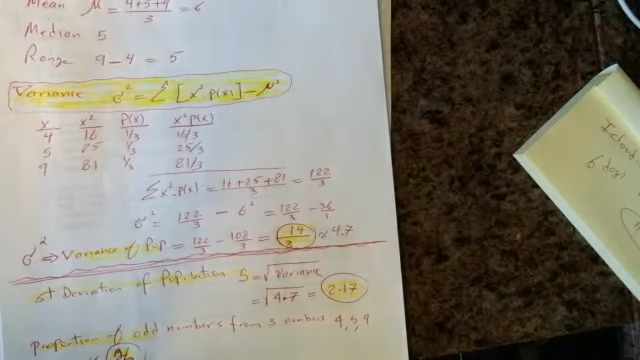 Mean μ = 4+5+9/3 = 6
Median 5
Range 9-4 = 5
Variance σ² = Σ [x² p(x)] - μ²
x x² P(x) x² p(x)
4 16 1/3 16/3
5 25 1/3 25/3
9 81 1/3 81/3
Σx².p(x) = 16+25+81/3 = 122/3
σ² = 122/3 - 6² = 122/3 - 36/1
σ² ⇒ Variance of Pop = 122/3 - 108/3 = 14/3 ≈ 4.7
st Deviation of Population S = √Variance
= √4.7 = 2.17
Proportion of odd numbers from 3 numbers 4,5,9
6 days